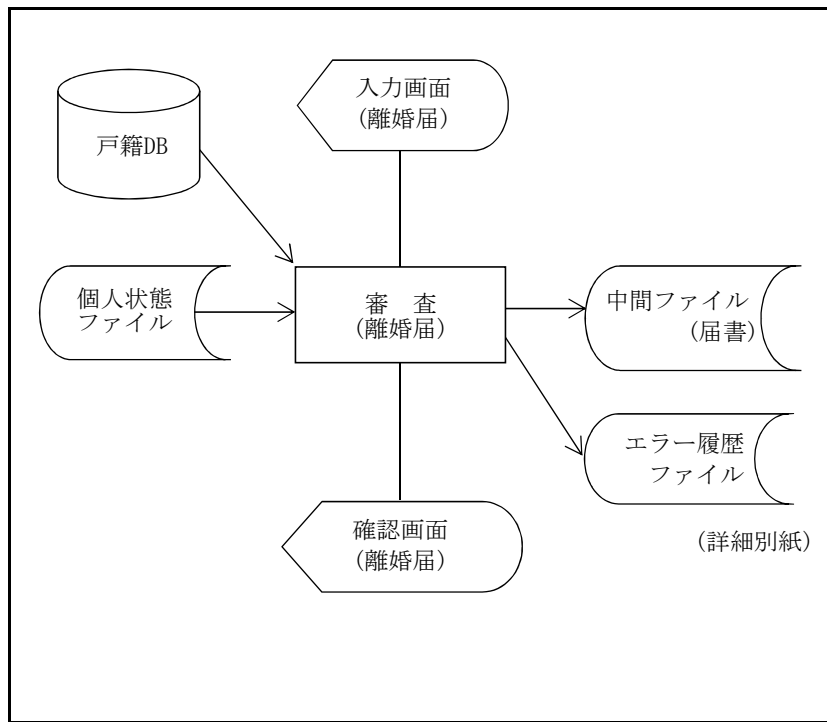 入力画面
(離婚届)
戸籍DB
個人状態
ファイル
審　査
(離婚届)
中間ファイル
(届書)
エラー履歴
ファイル
確認画面
(離婚届)
(詳細別紙)